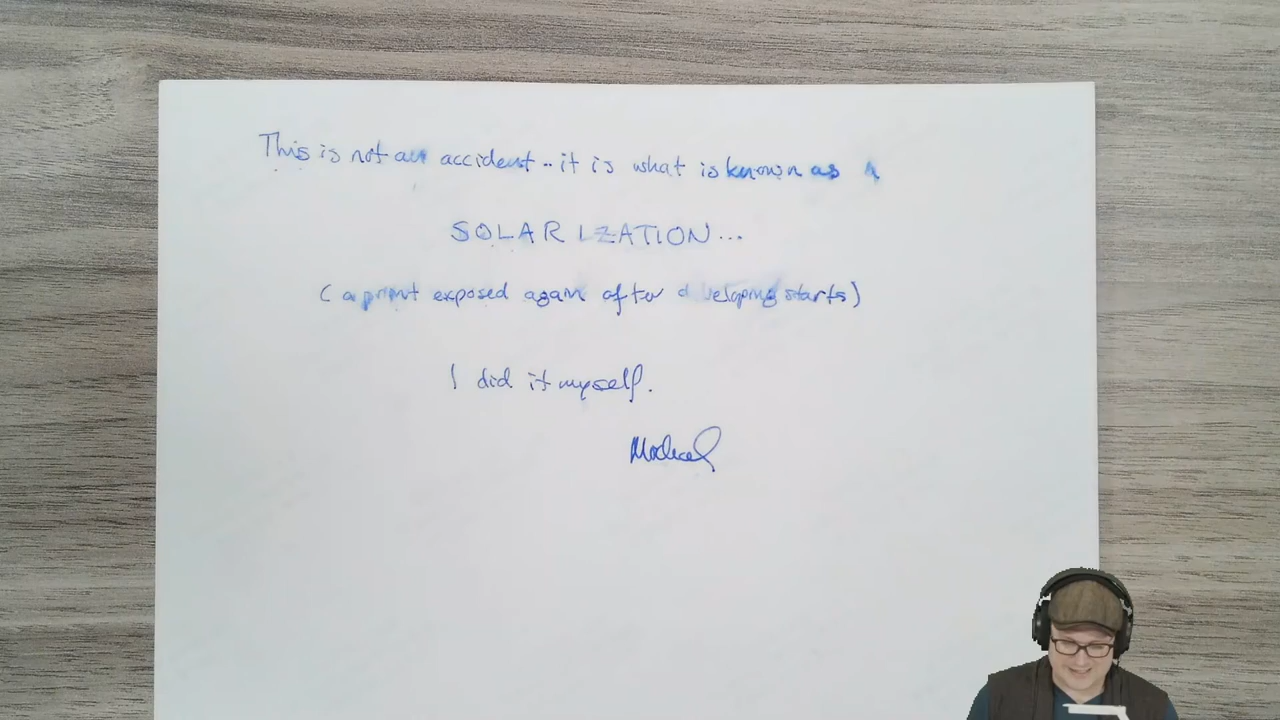 This is not an accident .. it is what is known as a
SOLARIZATION...
(a print exposed again after developing starts)
I did it myself.
Michael